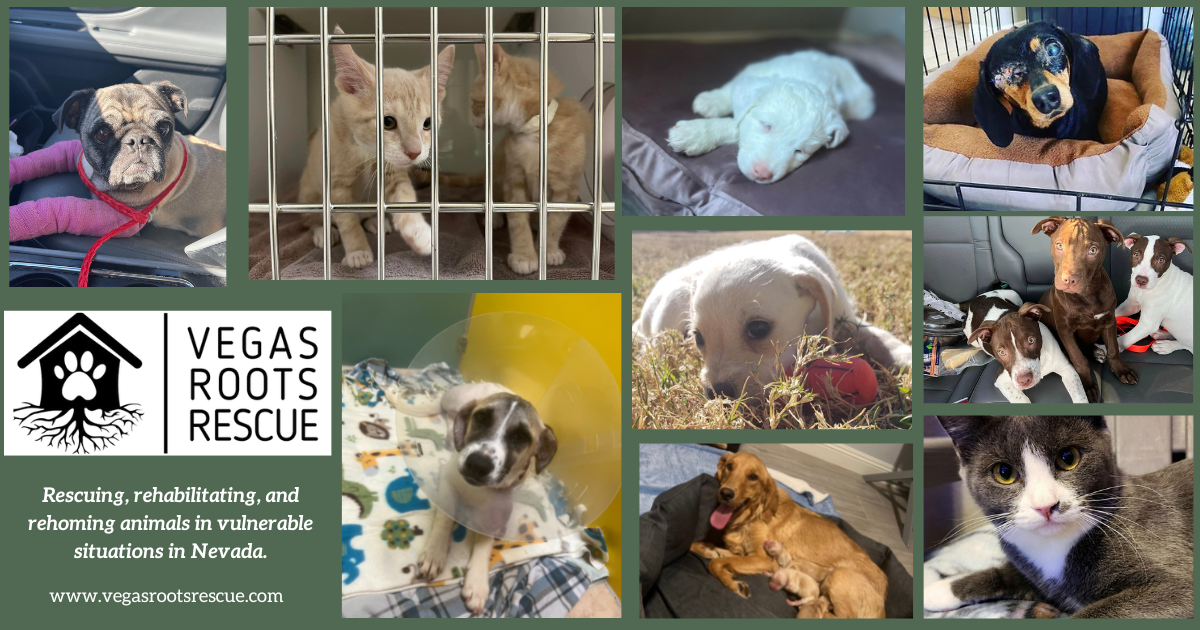 VEGAS
ROOTS
RESCUE
Rescuing, rehabilitating, and
rehoming animals in vulnerable
situations in Nevada.
www.vegasrootsrescue.com